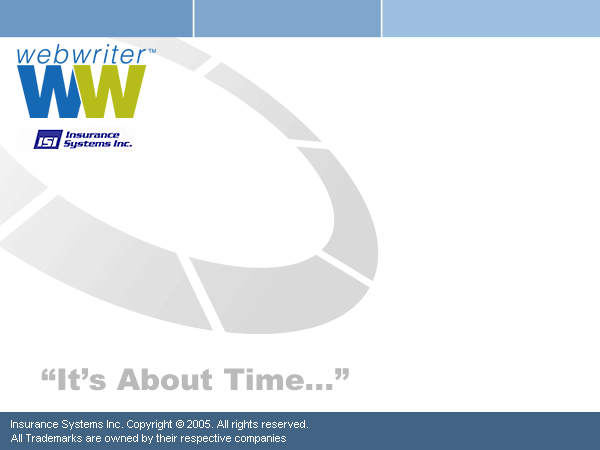 webwriter™
WW
ISI Insurance
Systems Inc.
“It’s About Time...”
Insurance Systems Inc. Copyright © 2005. All rights reserved.
All Trademarks are owned by their respective companies